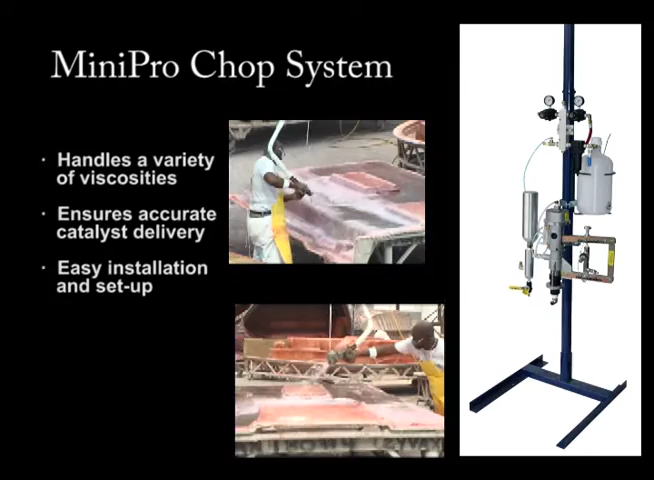 MiniPro Chop System
· Handles a variety
of viscosities
· Ensures accurate
catalyst delivery
· Easy installation
and set-up